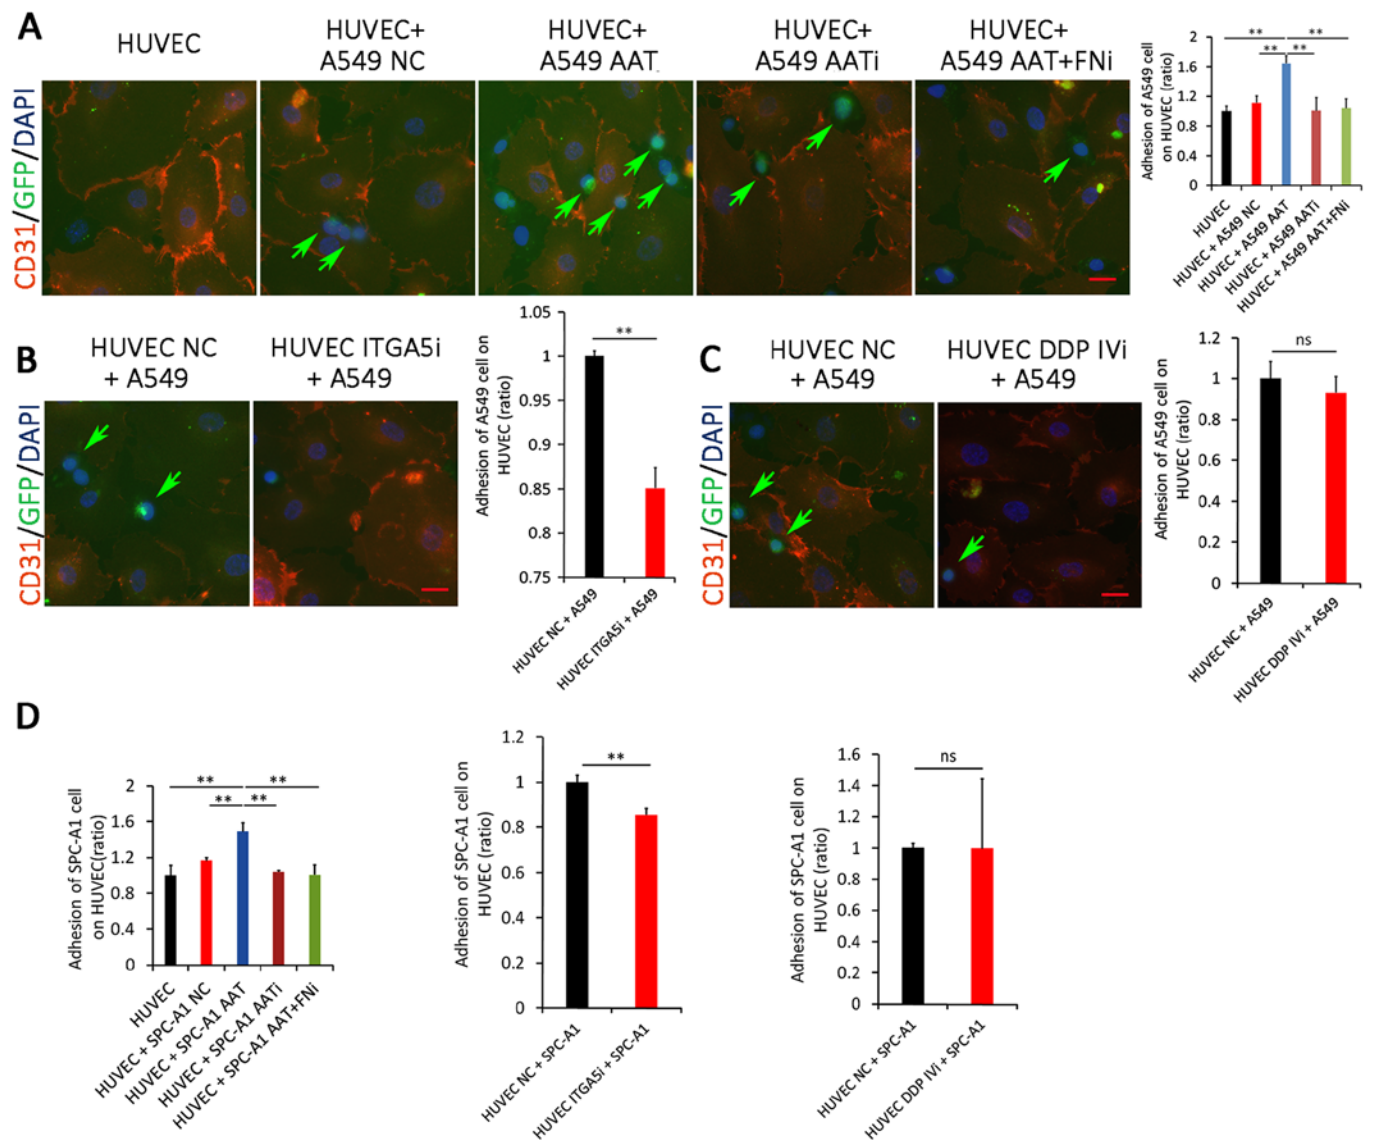 A
HUVEC
HUVEC+
A549 NC
HUVEC+
A549 AAT
HUVEC+
A549 AATi
HUVEC+
A549 AAT+FNi
CD31/GFP/DAPI
Adhesion of A549 cell
on HUVEC (ratio)
2
1.6
1.2
0.8
0.4
0
** **
** **
HUVEC
HUVEC + A549 NC
HUVEC + A549 AAT
HUVEC + A549 AATi
HUVEC + A549 AAT+FNi
B
HUVEC NC
+ A549
HUVEC ITGA5i
+ A549
CD31/GFP/DAPI
Adhesion of A549 cell on
HUVEC (ratio)
1.05
1
0.95
0.9
0.85
0.8
0.75
**
HUVEC NC + A549
HUVEC ITGA5i + A549
C
HUVEC NC
+ A549
HUVEC DDP IVi
+ A549
CD31/GFP/DAPI
Adhesion of A549 cell on
HUVEC (ratio)
1.2
1
0.8
0.6
0.4
0.2
0
ns
HUVEC NC + A549
HUVEC DDP IVi + A549
D
Adhesion of SPC-A1 cell
on HUVEC(ratio)
2
1.6
1.2
0.8
0.4
0
** **
** **
HUVEC
HUVEC + SPC-A1 NC
HUVEC + SPC-A1 AAT
HUVEC + SPC-A1 AATi
HUVEC + SPC-A1 AAT+FNi
Adhesion of SPC-A1 cell on
HUVEC (ratio)
1.2
1
0.8
0.6
0.4
0.2
0
**
HUVEC NC + SPC-A1
HUVEC ITGA5i + SPC-A1
Adhesion of SPC-A1 cell on
HUVEC (ratio)
1.6
1.4
1.2
1
0.8
0.6
0.4
0.2
0
ns
HUVEC NC + SPC-A1
HUVEC DDP IVi + SPC-A1